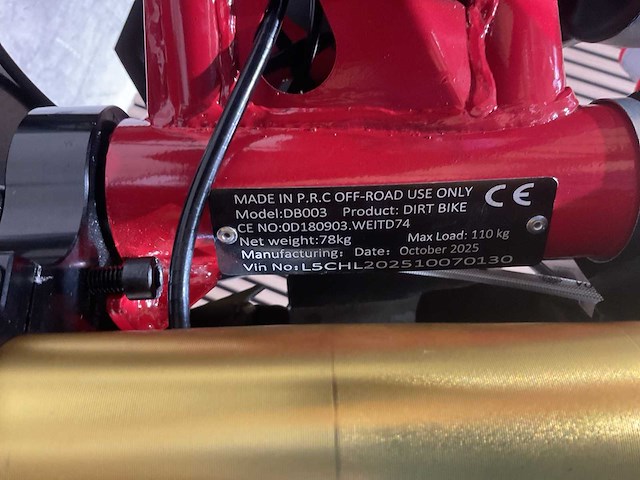 MADE IN P.R.C OFF-ROAD USE ONLY CE
Model:DB003 Product: DIRT BIKE
CE NO:0D180903.WEITD74
Net weight:78kg Max Load: 110 kg
Manufacturing: Date: October 2025
Vin No: L5CHL202510070130